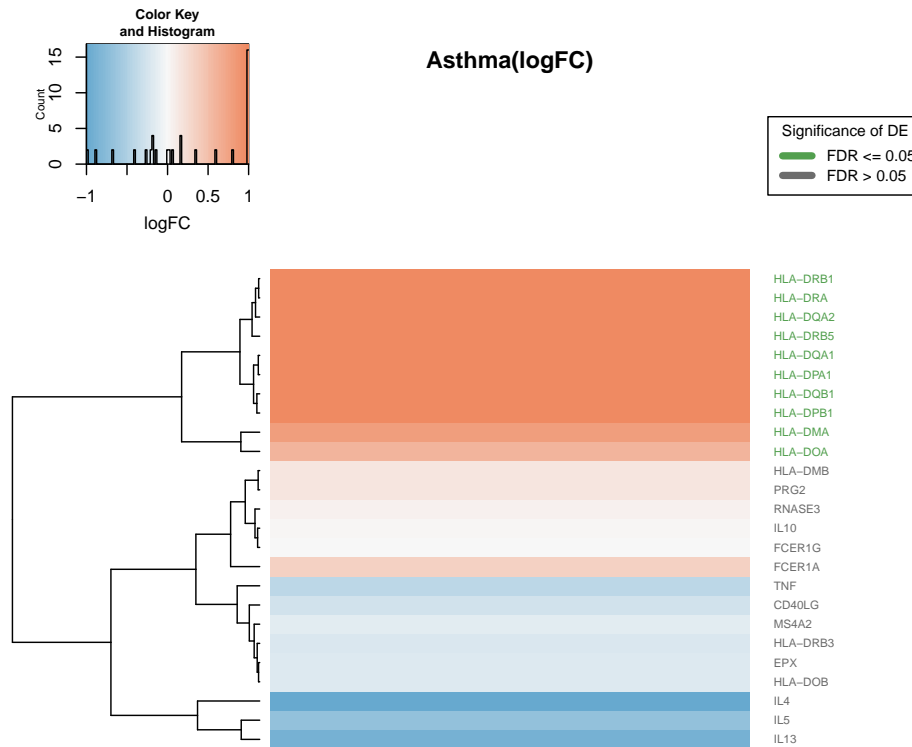 Color Key
and Histogram
Count
0
5
10
15
−1
0
0.5
1
logFC
Asthma(logFC)
Significance of DE
FDR <= 0.05
FDR > 0.05
HLA−DRB1
HLA−DRA
HLA−DQA2
HLA−DRB5
HLA−DQA1
HLA−DPA1
HLA−DQB1
HLA−DPB1
HLA−DMA
HLA−DOA
HLA−DMB
PRG2
RNASE3
IL10
FCER1G
FCER1A
TNF
CD40LG
MS4A2
HLA−DRB3
EPX
HLA−DOB
IL4
IL5
IL13